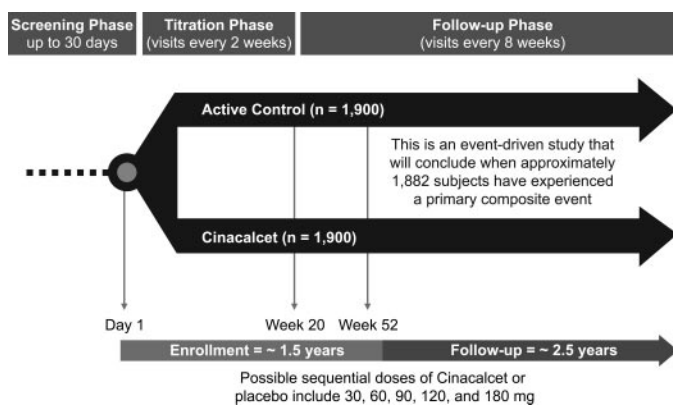 Screening Phase
up to 30 days
Titration Phase
(visits every 2 weeks)
Follow-up Phase
(visits every 8 weeks)
Active Control (n = 1,900)
This is an event-driven study that
will conclude when approximately
1,882 subjects have experienced
a primary composite event
Cinacalcet (n = 1,900)
Day 1
Week 20
Week 52
Enrollment = ~ 1.5 years
Follow-up = ~ 2.5 years
Possible sequential doses of Cinacalcet or
placebo include 30, 60, 90, 120, and 180 mg